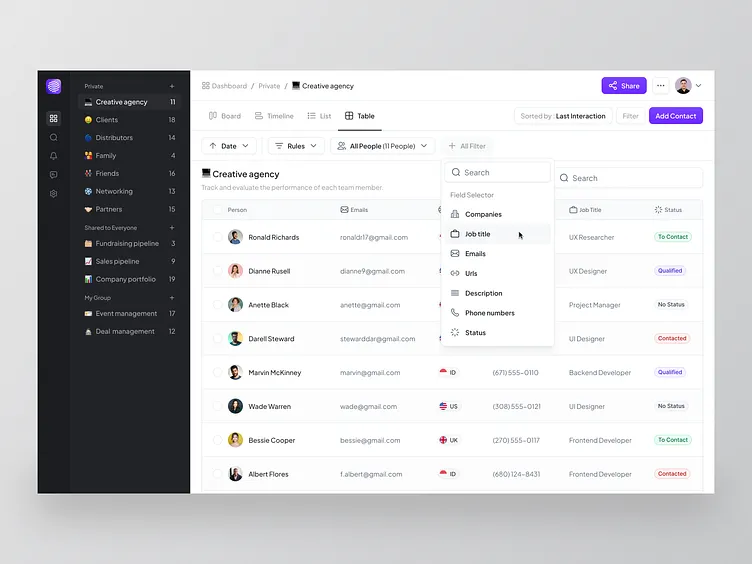 Private +
Creative agency 11
Clients 18
Distributors 14
Family 4
Friends 16
Networking 13
Partners 15
Shared to Everyone +
Fundraising pipeline 3
Sales pipeline 9
Company portfolio 19
My Group +
Event management 17
Deal management 12
Dashboard / Private / Creative agency
Share
Board Timeline List Table
Sorted by : Last Interaction Filter Add Contact
Date Rules All People (11 People) + All Filter
Creative agency
Track and evaluate the performance of each team member.
Search
Search
Field Selector
Companies
Job title
Emails
Urls
Description
Phone numbers
Status
Person Emails Job Title Status
Ronald Richards ronaldr17@gmail.com UX Researcher To Contact
Dianne Rusell dianne9@gmail.com UX Designer Qualified
Anette Black anette@gmail.com Project Manager No Status
Darell Steward stewarddar@gmail.com UI Designer Contacted
Marvin McKinney marvin@gmail.com ID (671) 555-0110 Backend Developer Qualified
Wade Warren wade@gmail.com US (308) 555-0121 UI Designer No Status
Bessie Cooper bessie@gmail.com UK (270) 555-0117 Frontend Developer To Contact
Albert Flores f.albert@gmail.com ID (680) 124-8431 Frontend Developer Contacted